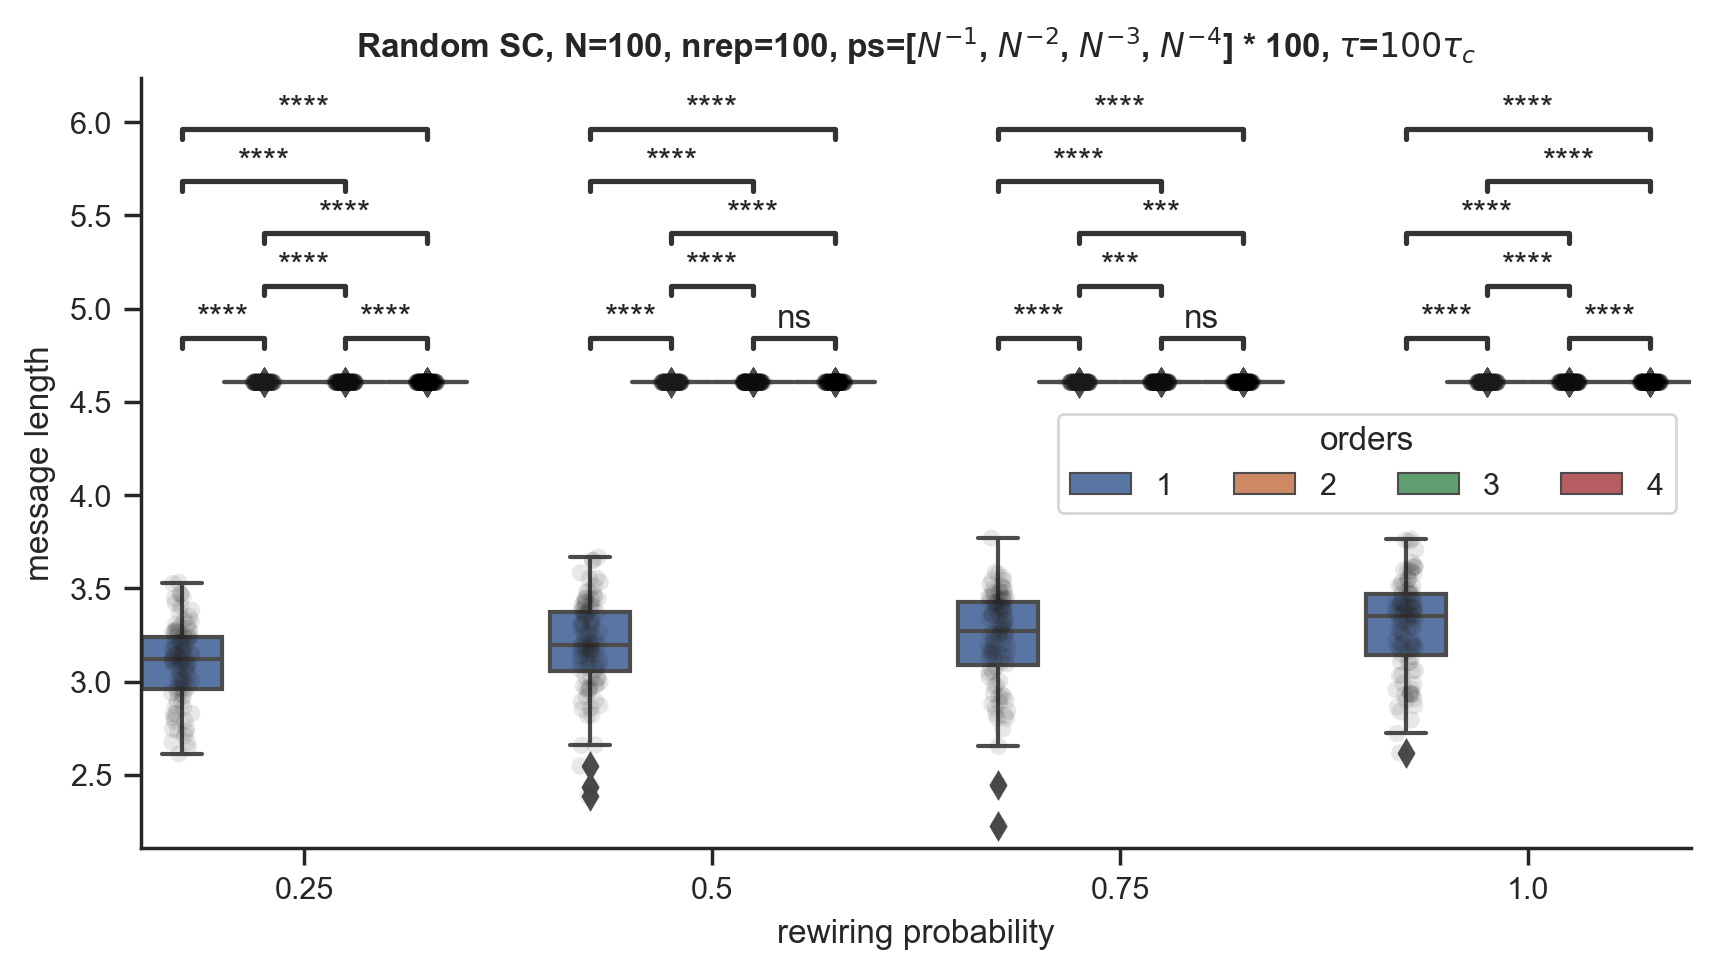 Random SC, N=100, nrep=100, ps=[N⁻¹, N⁻², N⁻³, N⁻⁴] * 100, τ=100τc
6.0
5.5
5.0
4.5
4.0
3.5
3.0
2.5
message length
**** **** **** ****
**** **** **** ****
**** **** *** ****
**** **** *** ****
**** **** **** ns **** ns **** ****
orders
1 2 3 4
0.25 0.5 0.75 1.0
rewiring probability